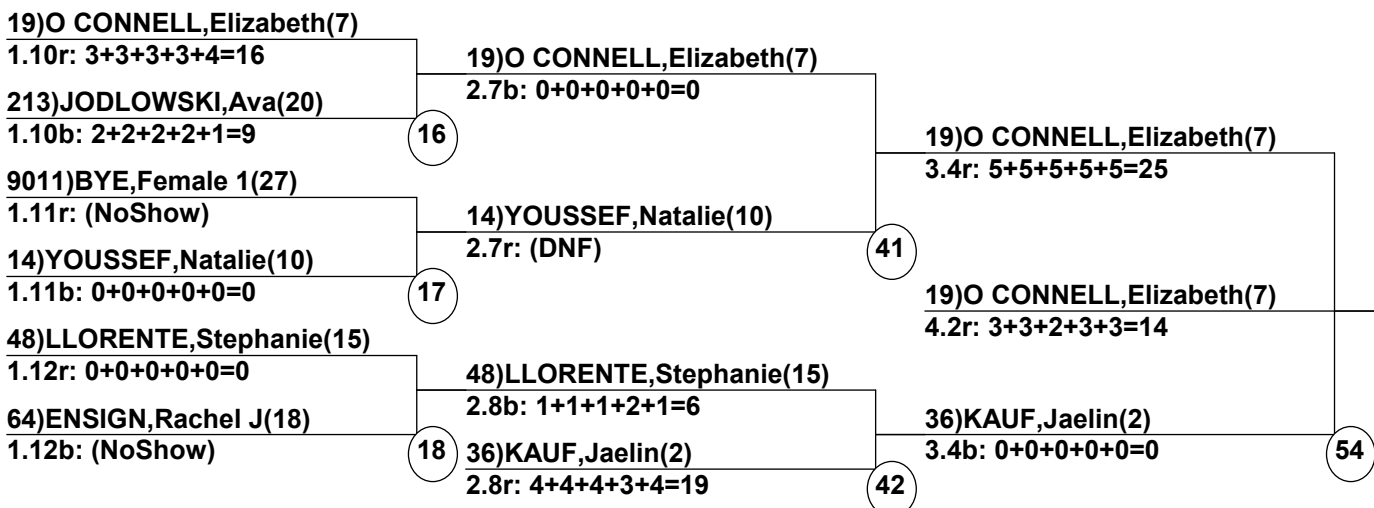 19)O CONNELL,Elizabeth(7)
1.10r: 3+3+3+3+4=16
213)JODLOWSKI,Ava(20)
1.10b: 2+2+2+2+1=9
16
9011)BYE,Female 1(27)
1.11r: (NoShow)
14)YOUSSEF,Natalie(10)
1.11b: 0+0+0+0+0=0
17
48)LLORENTE,Stephanie(15)
1.12r: 0+0+0+0+0=0
64)ENSIGN,Rachel J(18)
1.12b: (NoShow)
18
19)O CONNELL,Elizabeth(7)
2.7b: 0+0+0+0+0=0
14)YOUSSEF,Natalie(10)
2.7r: (DNF)
41
48)LLORENTE,Stephanie(15)
2.8b: 1+1+1+2+1=6
36)KAUF,Jaelin(2)
2.8r: 4+4+4+3+4=19
42
19)O CONNELL,Elizabeth(7)
3.4r: 5+5+5+5+5=25
19)O CONNELL,Elizabeth(7)
4.2r: 3+3+2+3+3=14
36)KAUF,Jaelin(2)
3.4b: 0+0+0+0+0=0
54